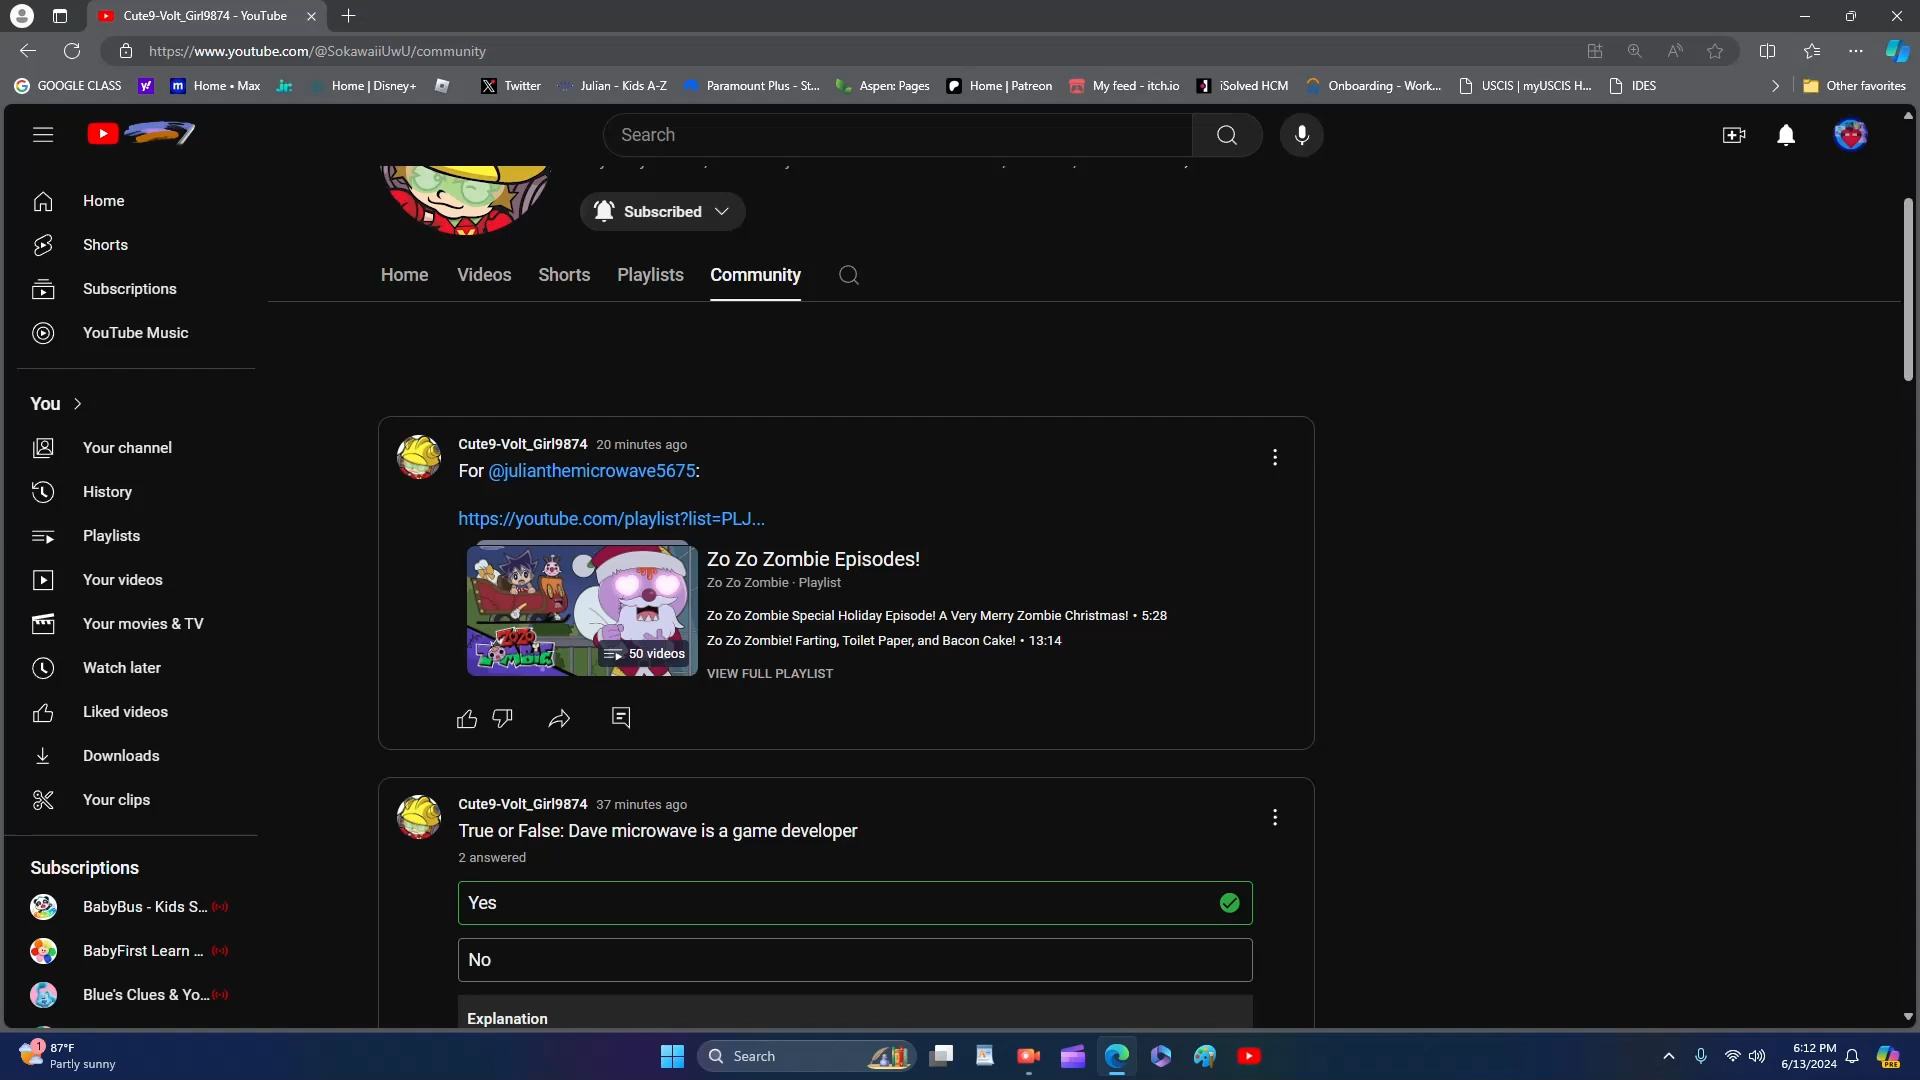 Cute9-Volt_Girl9874 - YouTube
https://www.youtube.com/@SokawaiiUwU/community
GOOGLE CLASS
Home • Max
Home | Disney+
Twitter
Julian - Kids A-Z
Paramount Plus - St...
Aspen: Pages
Home | Patreon
My feed - itch.io
iSolved HCM
Onboarding - Work...
USCIS | myUSCIS H...
IDES
Other favorites
Search
Subscribed
Home
Shorts
Subscriptions
YouTube Music
Home Videos Shorts Playlists Community
You
Your channel
History
Playlists
Your videos
Your movies & TV
Watch later
Liked videos
Downloads
Your clips
Subscriptions
BabyBus - Kids S...
BabyFirst Learn ...
Blue's Clues & Yo...
Cute9-Volt_Girl9874 20 minutes ago
For @julianthemicrowave5675:
https://youtube.com/playlist?list=PLJ...
ZOZO
ZOMBIE
50 videos
Zo Zo Zombie Episodes!
Zo Zo Zombie · Playlist
Zo Zo Zombie Special Holiday Episode! A Very Merry Zombie Christmas! • 5:28
Zo Zo Zombie! Farting, Toilet Paper, and Bacon Cake! • 13:14
VIEW FULL PLAYLIST
Cute9-Volt_Girl9874 37 minutes ago
True or False: Dave microwave is a game developer
2 answered
Yes
No
Explanation
1
87°F
Partly sunny
Search
6:12 PM
6/13/2024
PRE